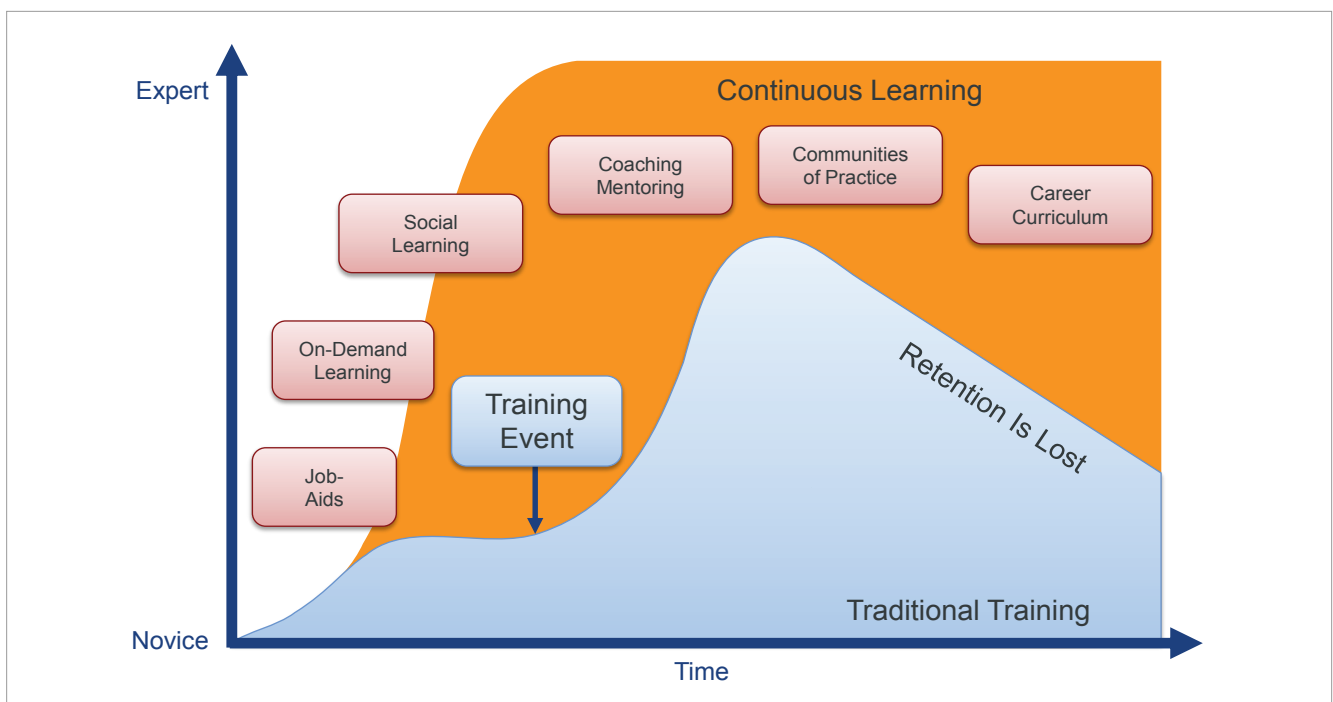 Expert
Continuous Learning
Coaching
Mentoring
Communities
of Practice
Career
Curriculum
Social
Learning
On-Demand
Learning
Training
Event
Retention Is Lost
Job-
Aids
Traditional Training
Novice
Time